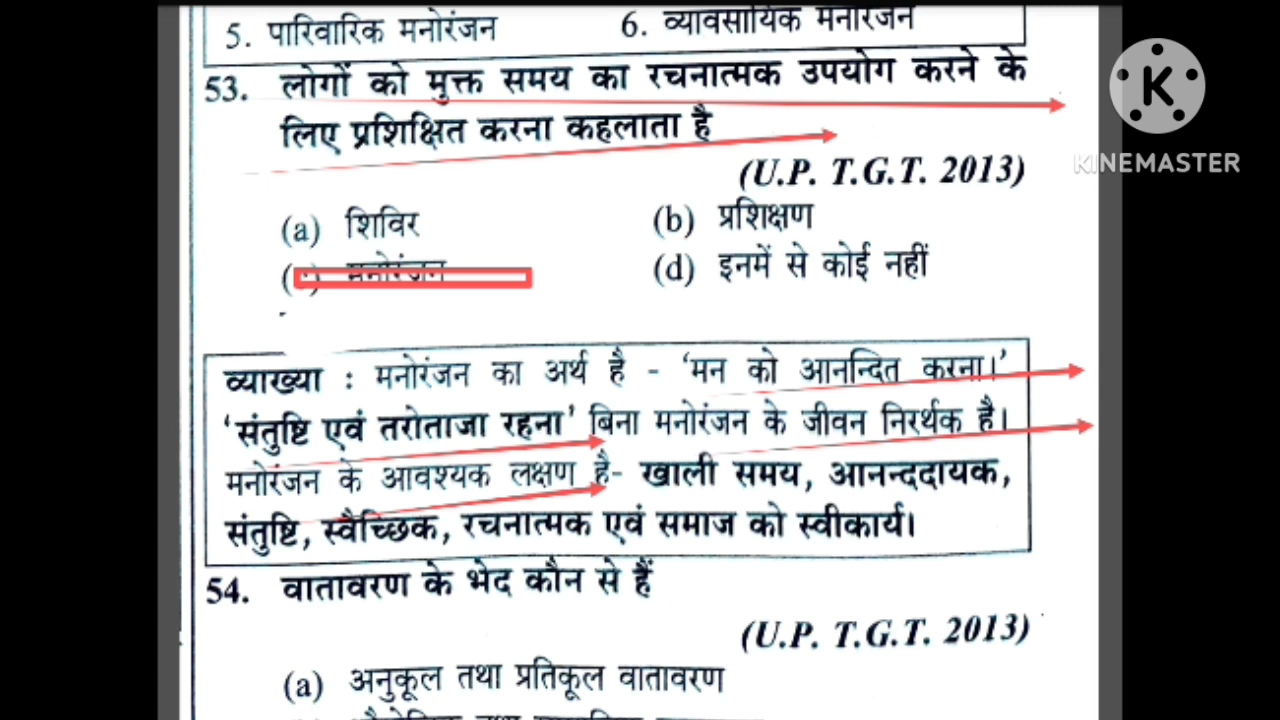 5. पारिवारिक मनोरंजन 6. व्यावसायिक मनोरंजन
53. लोगों को मुक्त समय का रचनात्मक उपयोग करने के
लिए प्रशिक्षित करना कहलाता है
(U.P. T.G.T. 2013)
(a) शिविर (b) प्रशिक्षण
मनोरंजन (d) इनमें से कोई नहीं
व्याख्या : मनोरंजन का अर्थ है - 'मन को आनन्दित करना।'
'संतुष्टि एवं तरोताजा रहना' बिना मनोरंजन के जीवन निरर्थक है।
मनोरंजन के आवश्यक लक्षण है- खाली समय, आनन्ददायक,
संतुष्टि, स्वैच्छिक, रचनात्मक एवं समाज को स्वीकार्य।
54. वातावरण के भेद कौन से हैं
(U.P. T.G.T. 2013)
(a) अनुकूल तथा प्रतिकूल वातावरण
K
KINEMASTER